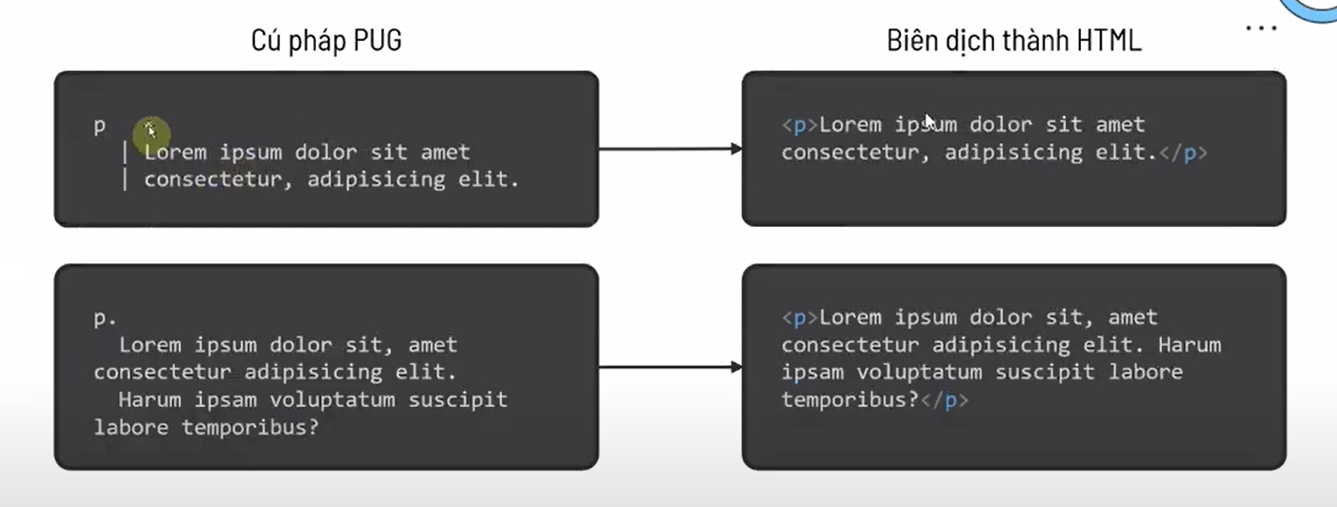 Cú pháp PUG
Biên dịch thành HTML
...
p
| Lorem ipsum dolor sit amet
| consectetur, adipisicing elit.
<p>Lorem ipsum dolor sit amet
consectetur, adipisicing elit.</p>
p.
Lorem ipsum dolor sit, amet
consectetur adipisicing elit.
Harum ipsam voluptatum suscipit
labore temporibus?
<p>Lorem ipsum dolor sit, amet
consectetur adipisicing elit. Harum
ipsam voluptatum suscipit labore
temporibus?</p>